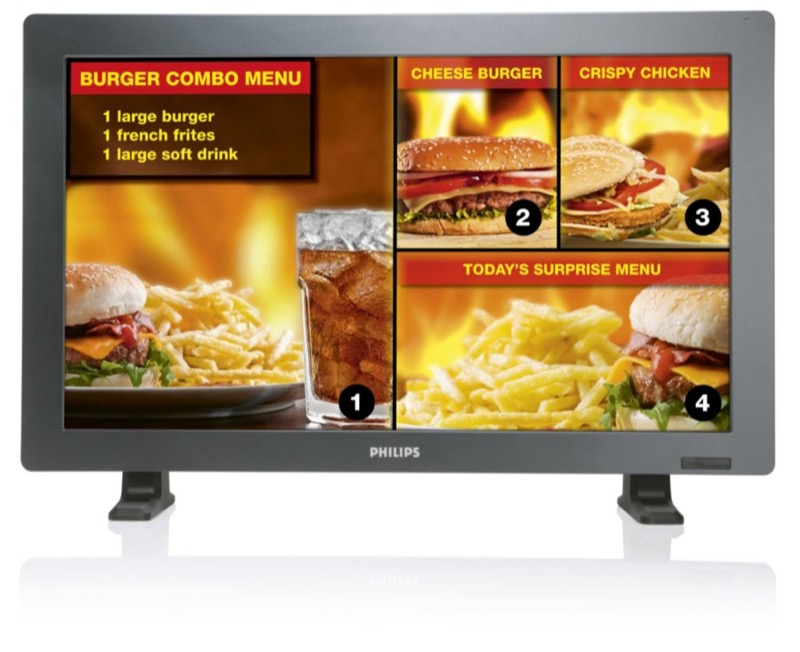 BURGER COMBO MENU
1 large burger
1 french frites
1 large soft drink
1
CHEESE BURGER
2
CRISPY CHICKEN
3
TODAY'S SURPRISE MENU
4
PHILIPS